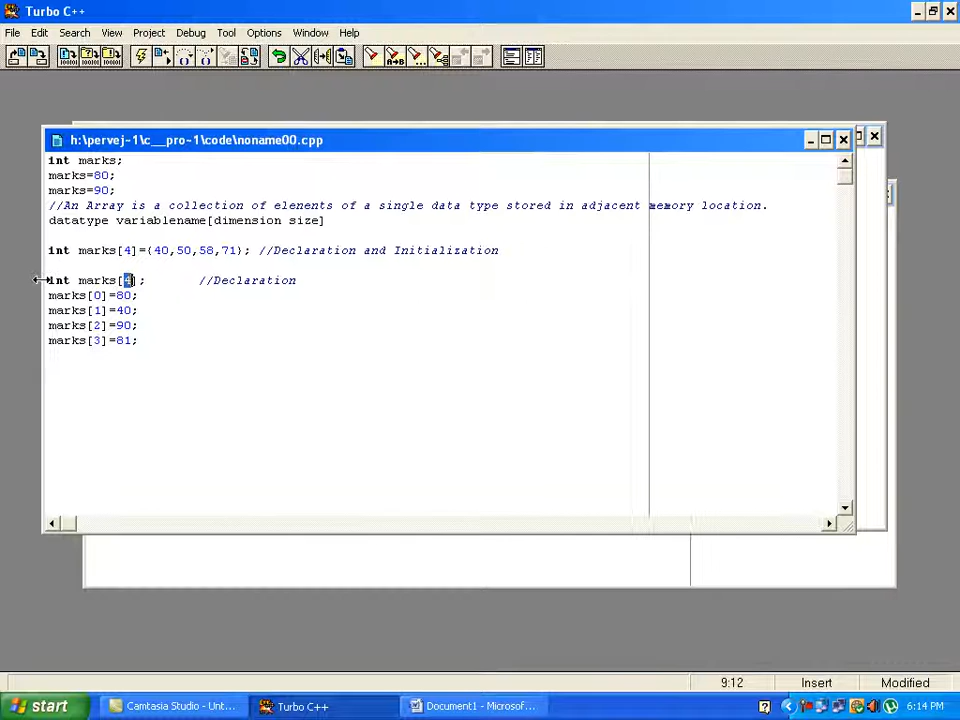 Turbo C++
File Edit Search View Project Debug Tool Options Window Help
h:\pervej~1\c__pro~1\code\noname00.cpp
int marks;
marks=80;
marks=90;
//An Array is a collection of elenents of a single data type stored in adjacent memory location.
datatype variablename[dimension size]
int marks[4]={40,50,58,71}; //Declaration and Initialization
int marks[4]; //Declaration
marks[0]=80;
marks[1]=40;
marks[2]=90;
marks[3]=81;
9:12 Insert Modified
start Camtasia Studio - Unt... Turbo C++ Document1 - Microsof... 6:14 PM